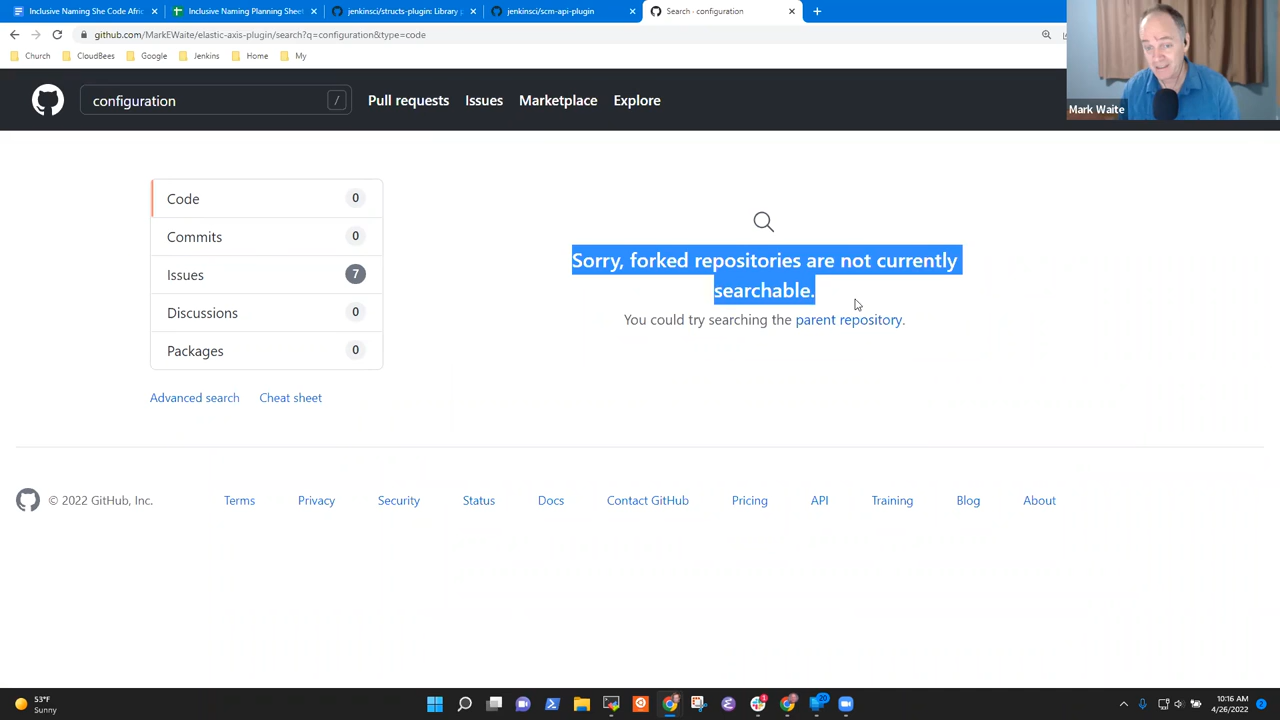 Inclusive Naming She Code Afric
Inclusive Naming Planning Sheet
jenkinsci/structs-plugin: Library p
jenkinsci/scm-api-plugin
Search · configuration
github.com/MarkEWaite/elastic-axis-plugin/search?q=configuration&type=code
Church
CloudBees
Google
Jenkins
Home
My
configuration
/
Pull requests
Issues
Marketplace
Explore
Mark Waite
Code 0
Commits 0
Issues 7
Discussions 0
Packages 0
Advanced search
Cheat sheet
Sorry, forked repositories are not currently
searchable.
You could try searching the parent repository.
© 2022 GitHub, Inc.
Terms
Privacy
Security
Status
Docs
Contact GitHub
Pricing
API
Training
Blog
About
53°F
Sunny
20
10:16 AM
4/26/2022
2